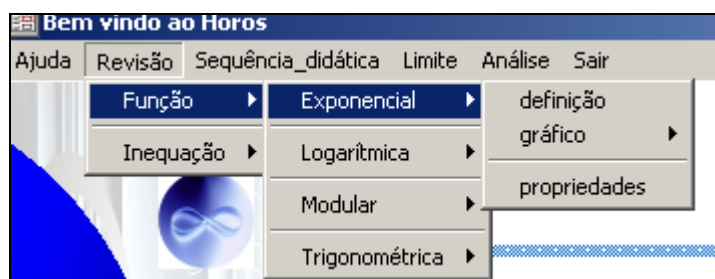 Bem vindo ao Horos
Ajuda Revisão Sequência_didática Limite Análise Sair
Função Exponencial definição
gráfico
Inequação Logarítmica
propriedades
Modular
Trigonométrica